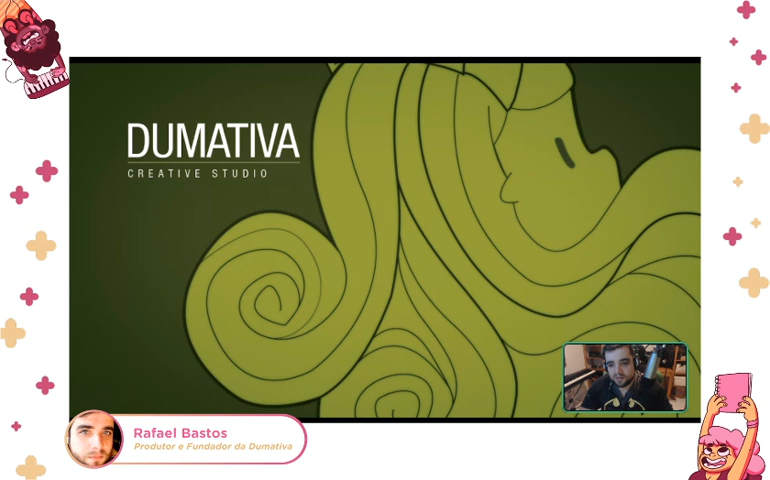 DUMATIVA
CREATIVE STUDIO
Rafael Bastos
Produtor e Fundador da Dumativa